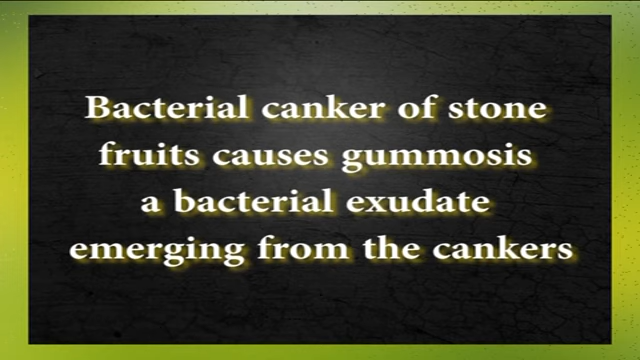 Bacterial canker of stone
fruits causes gummosis
a bacterial exudate
emerging from the cankers